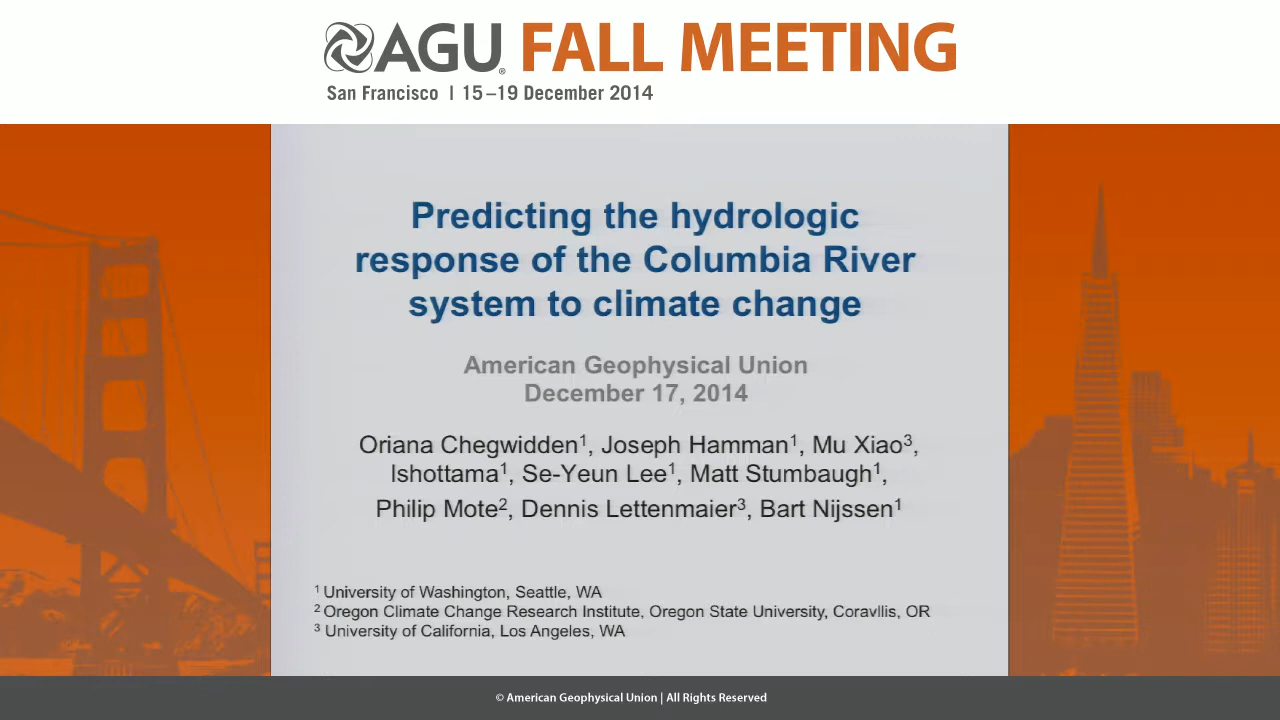 AGU® FALL MEETING
San Francisco | 15–19 December 2014
Predicting the hydrologic
response of the Columbia River
system to climate change
American Geophysical Union
December 17, 2014
Oriana Chegwidden¹, Joseph Hamman¹, Mu Xiao³,
Ishottama¹, Se-Yeun Lee¹, Matt Stumbaugh¹,
Philip Mote², Dennis Lettenmaier³, Bart Nijssen¹
¹ University of Washington, Seattle, WA
² Oregon Climate Change Research Institute, Oregon State University, Coravllis, OR
³ University of California, Los Angeles, WA
© American Geophysical Union | All Rights Reserved